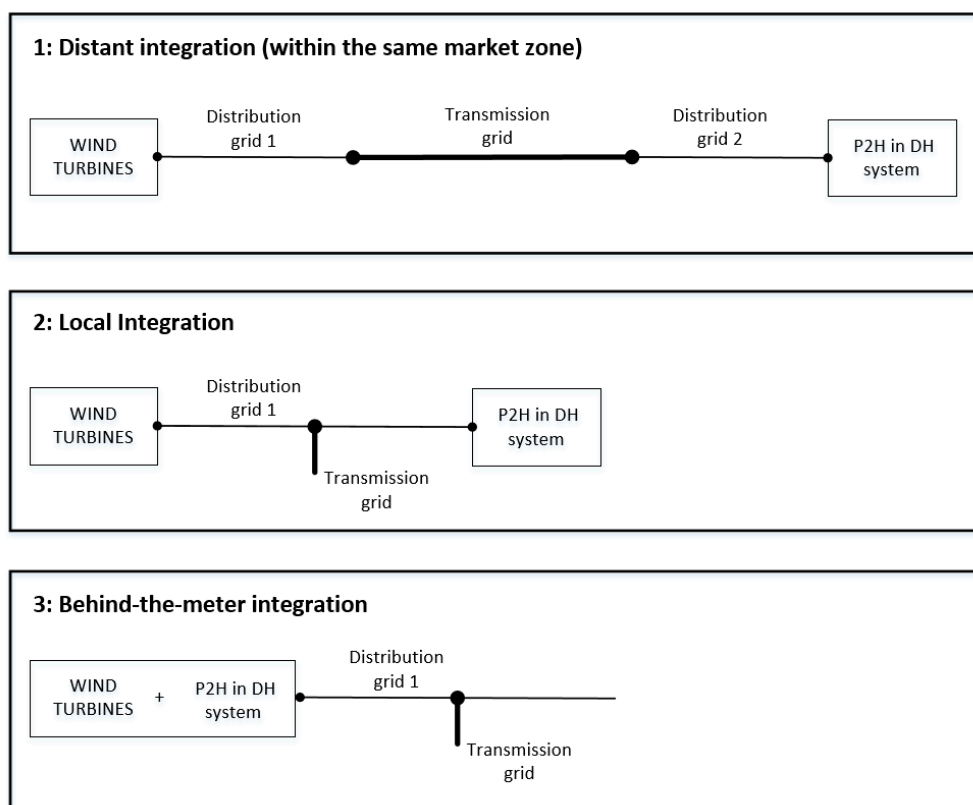 1: Distant integration (within the same market zone)
WIND
TURBINES
Distribution
grid 1
Transmission
grid
Distribution
grid 2
P2H in DH
system
2: Local Integration
WIND
TURBINES
Distribution
grid 1
Transmission
grid
P2H in DH
system
3: Behind-the-meter integration
WIND
TURBINES
+
P2H in DH
system
Distribution
grid 1
Transmission
grid